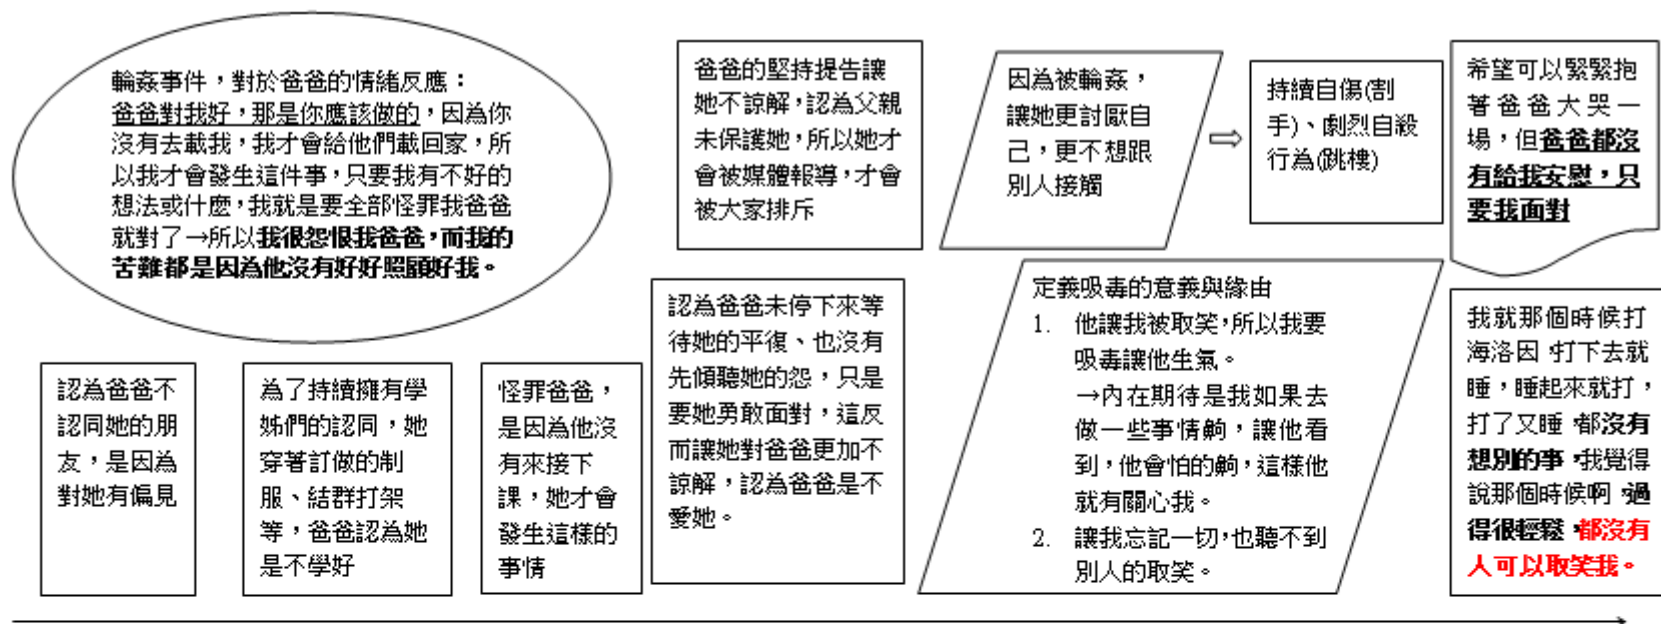 輪姦事件，對於爸爸的情緒反應：
爸爸對我好，那是你應該做的，因為你
沒有去載我，我才會給他們載回家，所
以我才會發生這件事，只要我有不好的
想法或什麼，我就是要全部怪罪我爸爸
就對了→所以我很怨恨我爸爸，而我的
苦難都是因為他沒有好好照顧好我。
爸爸的堅持提告讓
她不諒解，認為父親
未保護她，所以她才
會被媒體報導，才會
被大家排斥
因為被輪姦，
讓她更討厭自
己，更不想跟
別人接觸
⇨
持續自傷(割
手)、劇烈自殺
行為(跳樓)
希望可以緊緊抱
著爸爸大哭一
場，但爸爸都沒
有給我安慰，只
要我面對
認為爸爸不
認同她的朋
友，是因為
對她有偏見
為了持續擁有學
姊們的認同，她
穿著訂做的制
服、結群打架
等，爸爸認為她
是不學好
怪罪爸爸，
是因為他沒
有來接下
課，她才會
發生這樣的
事情
認為爸爸未停下來等
待她的平復、也沒有
先傾聽她的怨，只是
要她勇敢面對，這反
而讓她對爸爸更加不
諒解，認為爸爸是不
愛她。
定義吸毒的意義與緣由
1. 他讓我被取笑，所以我要
吸毒讓他生氣。
→內在期待是我如果去
做一些事情齁，讓他看
到，他會怕的齁，這樣他
就有關心我。
2. 讓我忘記一切，也聽不到
別人的取笑。
我就那個時候打
海洛因，打下去就
睡，睡起來就打，
打了又睡，都沒有
想別的事，我覺得
說那個時候啊，過
得很輕鬆，都沒有
人可以取笑我。